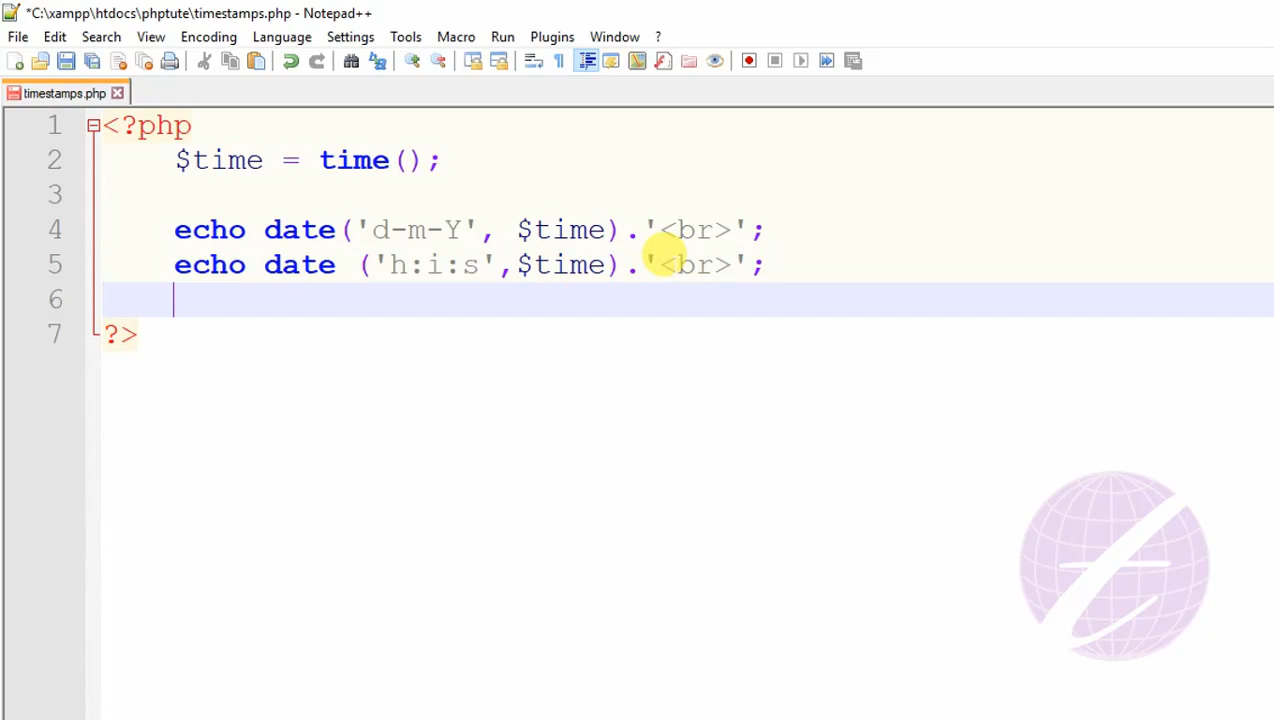 *C:\xampp\htdocs\phptute\timestamps.php - Notepad++
File Edit Search View Encoding Language Settings Tools Macro Run Plugins Window ?
timestamps.php
1 <?php
2 $time = time();
3
4 echo date('d-m-Y', $time).'<br>';
5 echo date ('h:i:s',$time).'<br>';
6
7 ?>